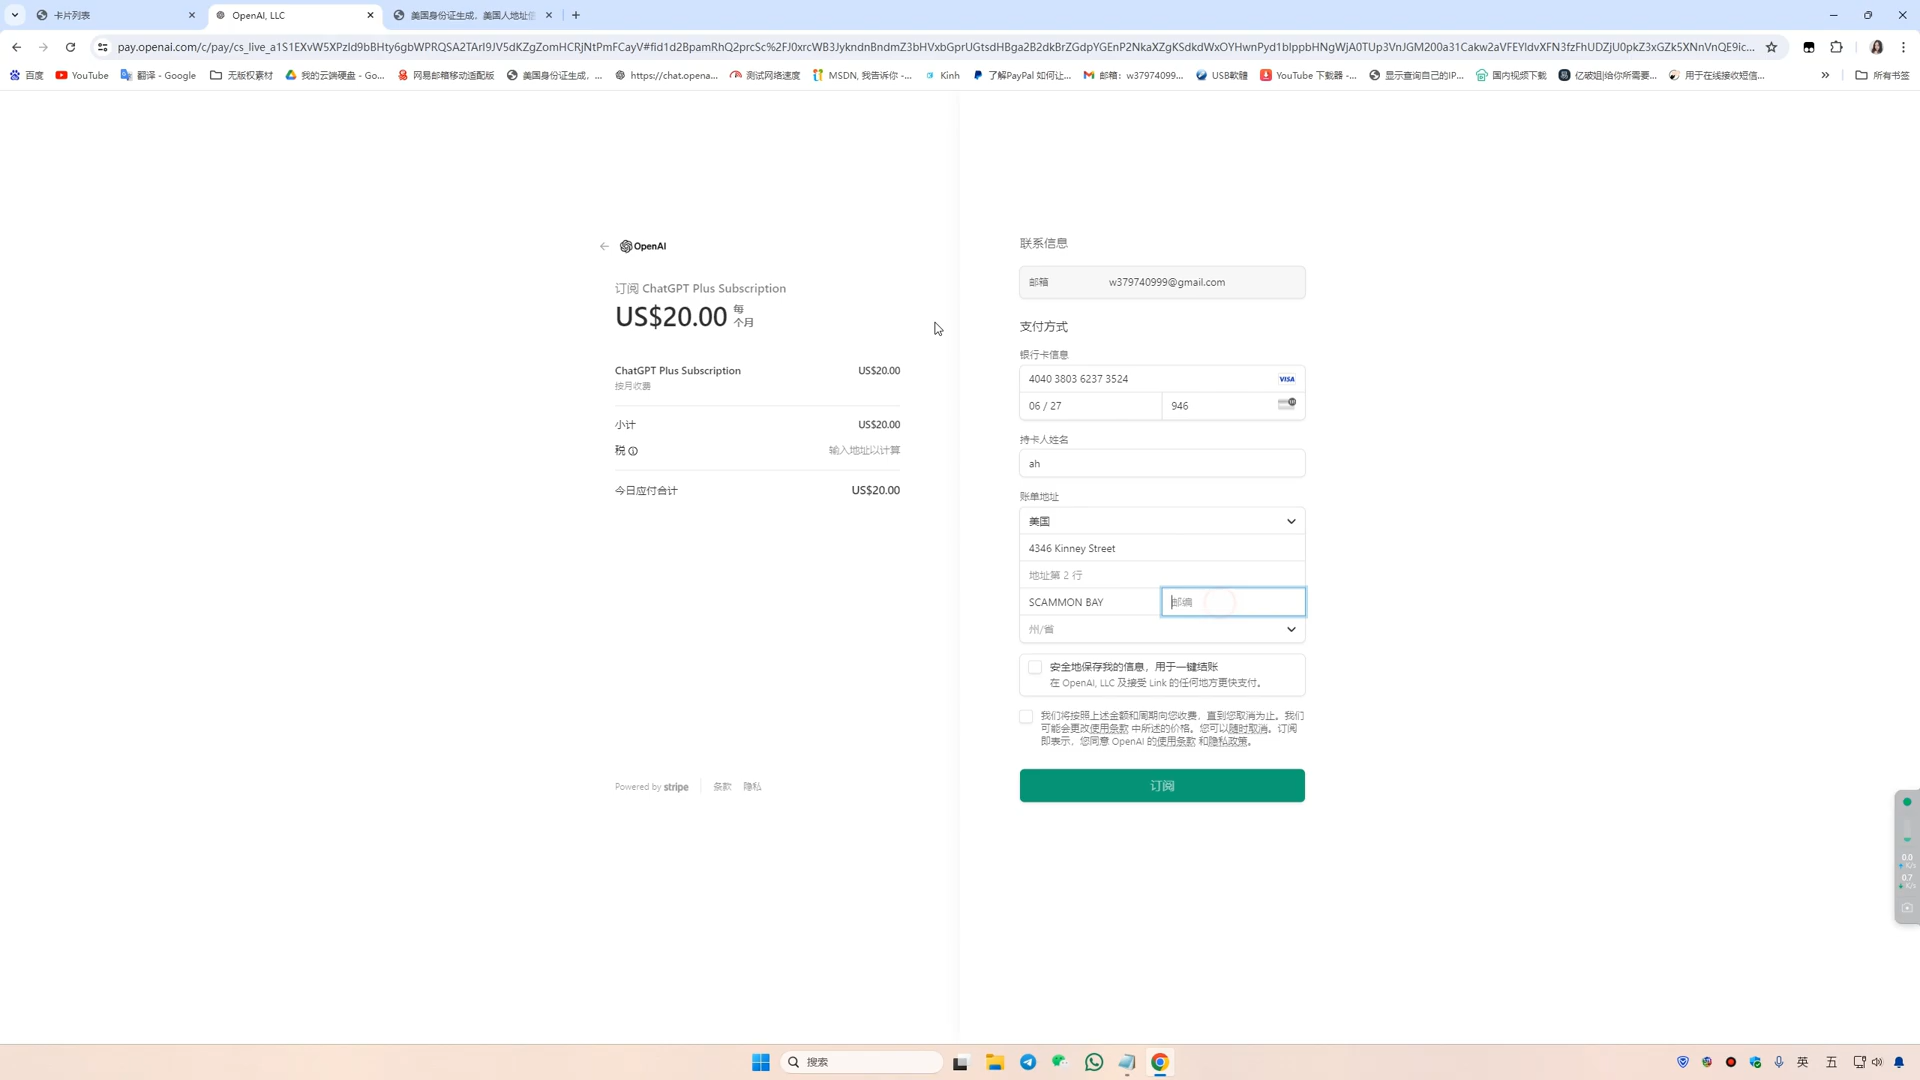 卡片列表
OpenAI, LLC
美国身份证生成，美国人地址信
pay.openai.com/c/pay/cs_live_a1S1EXvW5XPzId9bBHty6gbWPRQSA2TArI9JV5dKZgZomHCRjNtPmFCayV#fid1d2BpamRhQ2prcSc%2FJ0xrcWB3JykndnBndmZ3bHVxbGprUGtsdHBga2B2dkBrZGdpYGEnP2NkaXZgKSdkdWxOYHwnPyd1blppbHNgWjA0TUp3VnJGM200a31Cakw2aVFEYldvXFN3fzFhUDZjU0pkZ3xGZk5XNnVnQE9ic...
百度
YouTube
翻译 - Google
无版权素材
我的云端硬盘 - Go...
网易邮箱移动适配版
美国身份证生成，...
https://chat.opena...
测试网络速度
MSDN, 我告诉你 -...
Kinh
了解PayPal 如何让...
邮箱：w37974099...
USB软體
YouTube 下载器 -...
显示查询自己的IP...
国内视频下载
亿破姐|给你所需要...
用于在线接收短信...
»
所有书签
OpenAI
订阅 ChatGPT Plus Subscription
US$20.00 每
个月
ChatGPT Plus Subscription US$20.00
按月收费
小计 US$20.00
税 输入地址以计算
今日应付合计 US$20.00
Powered by stripe 条款 隐私
联系信息
邮箱 w379740999@gmail.com
支付方式
银行卡信息
4040 3803 6237 3524 VISA
06 / 27 946
持卡人姓名
ah
账单地址
美国
4346 Kinney Street
地址第 2 行
SCAMMON BAY 邮编
州/省
安全地保存我的信息，用于一键结账
在 OpenAI, LLC 及接受 Link 的任何地方更快支付。
我们将按照上述金额和周期向您收费，直到您取消为止。我们
可能会更改使用条款 中所述的价格。您可以随时取消。订阅
即表示，您同意 OpenAI 的使用条款 和隐私政策。
订阅
0.0
K/s
0.7
K/s
搜索
英
五